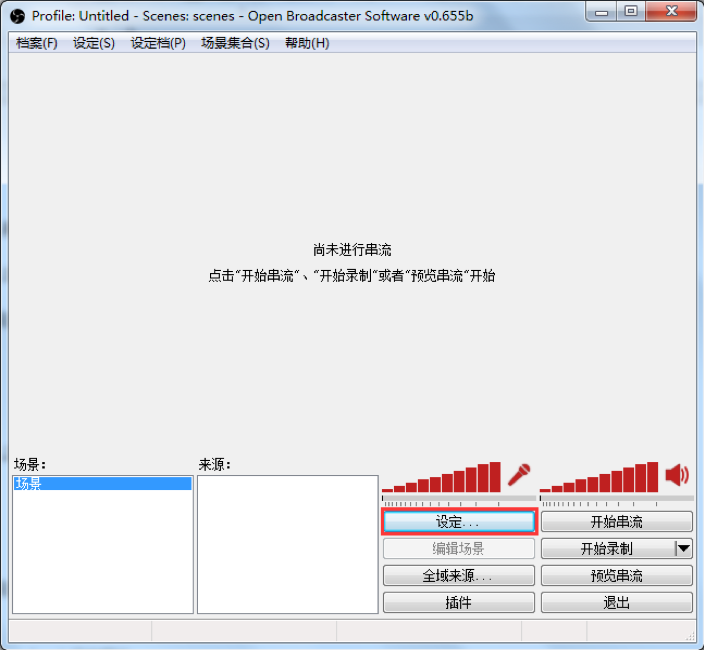 Profile: Untitled - Scenes: scenes - Open Broadcaster Software v0.655b
档案(F) 设定(S) 设定档(P) 场景集合(S) 帮助(H)
尚未进行串流
点击"开始串流"、"开始录制"或者"预览串流"开始
场景: 来源:
场景
设定... 开始串流
编辑场景 开始录制
全域来源... 预览串流
插件 退出